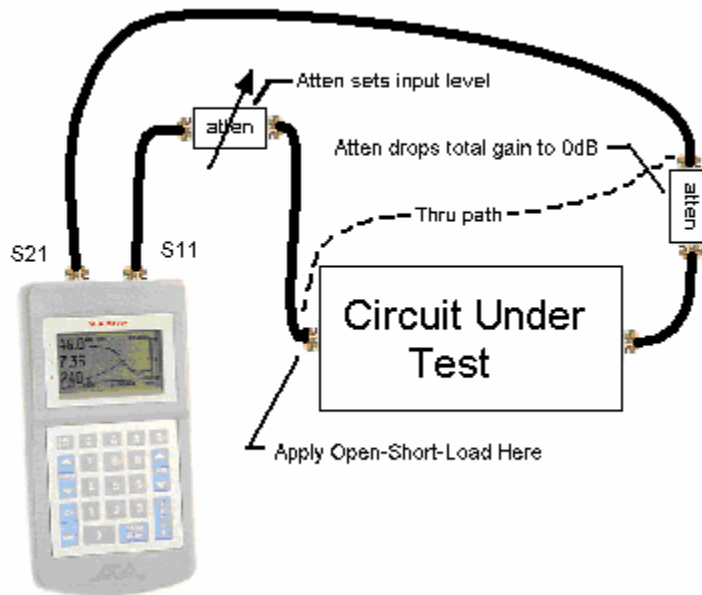 Atten sets input level
atten
Atten drops total gain to 0dB
atten
Thru path
S21
S11
Circuit Under
Test
Apply Open-Short-Load Here